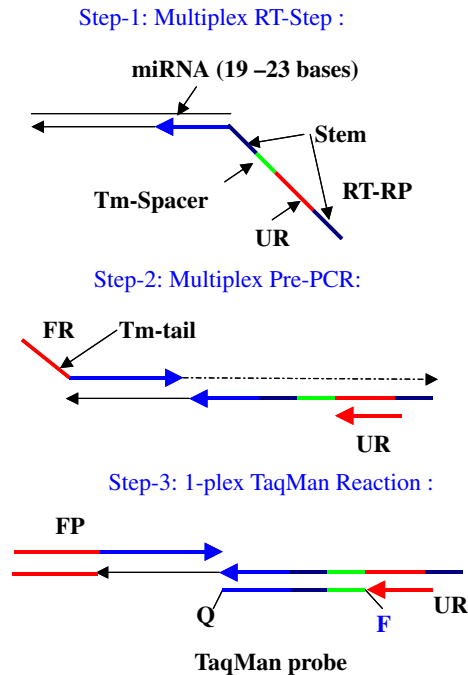 Step-1: Multiplex RT-Step :
miRNA (19 –23 bases)
Stem
Tm-Spacer
RT-RP
UR
Step-2: Multiplex Pre-PCR:
FR
Tm-tail
UR
Step-3: 1-plex TaqMan Reaction :
FP
Q
F
UR
TaqMan probe